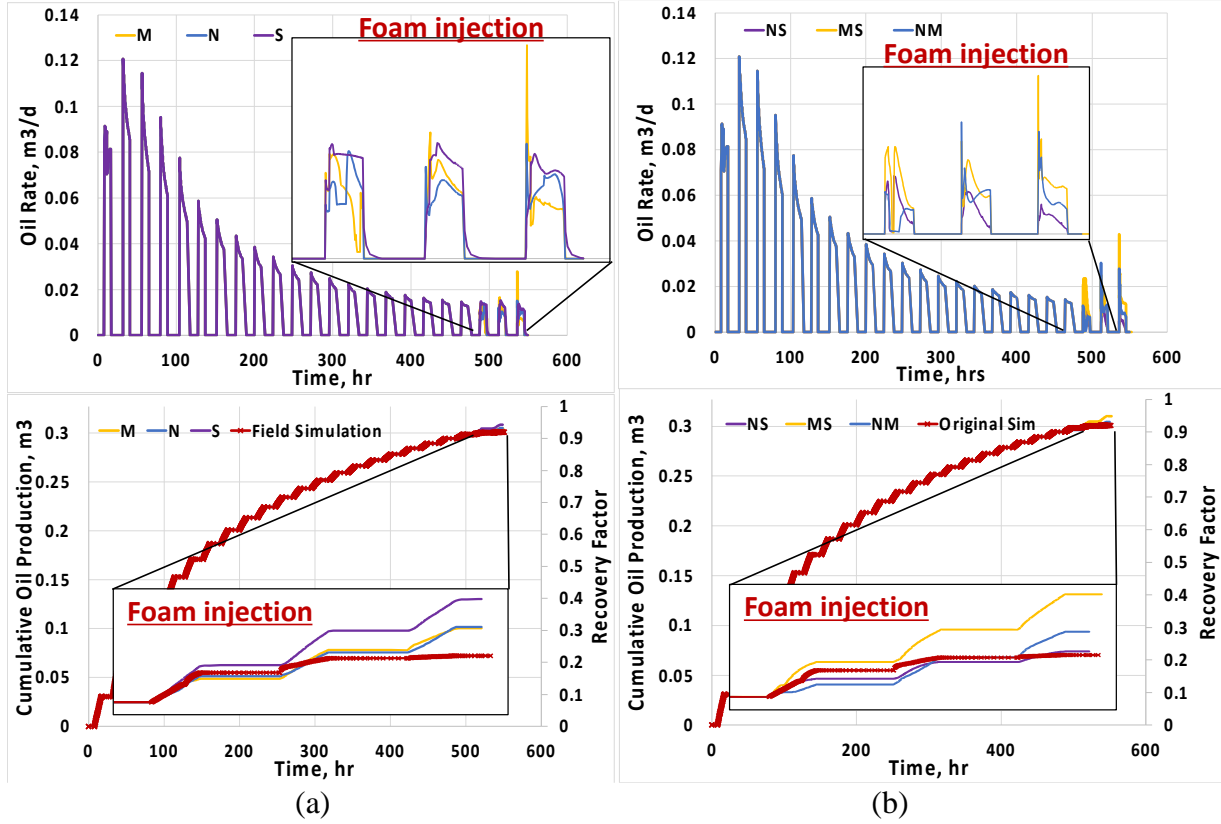 0.14
0.12
0.1
0.08
0.06
0.04
0.02
0
Oil Rate, m3/d
M N S
Foam injection
0 100 200 300 400 500 600
Time, hr
0.14
0.12
0.1
0.08
0.06
0.04
0.02
0
Oil Rate, m3/d
NS MS NM
Foam injection
0 100 200 300 400 500 600
Time, hrs
0.3
0.25
0.2
0.15
0.1
0.05
0
Cumulative Oil Production, m3
M N S Field Simulation
Foam injection
1
0.9
0.8
0.7
0.6
0.5
0.4
0.3
0.2
0.1
0
Recovery Factor
0 100 200 300 400 500 600
Time, hr
0.3
0.25
0.2
0.15
0.1
0.05
0
Cumulative Oil Production, m3
NS MS NM Original Sim
Foam injection
1
0.9
0.8
0.7
0.6
0.5
0.4
0.3
0.2
0.1
0
Recovery Factor
0 200 400 600
Time, hr
(a)
(b)